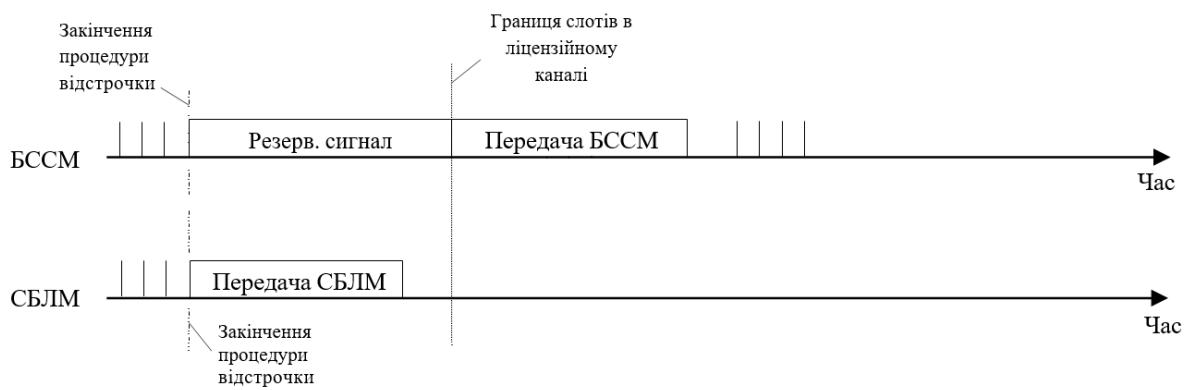 Закінчення
процедури
відстрочки
Границя слотів в
ліцензійному
каналі
Резерв. сигнал
Передача БССМ
БССМ
Час
Передача СБЛМ
СБЛМ
Час
Закінчення
процедури
відстрочки